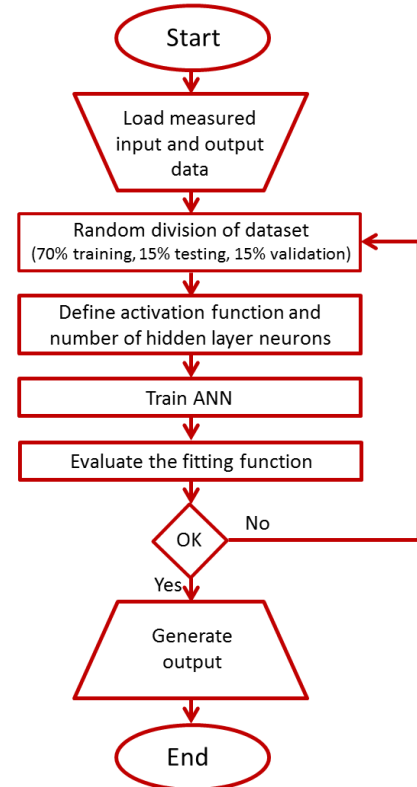 Start
Load measured
input and output
data
Random division of dataset
(70% training, 15% testing, 15% validation)
Define activation function and
number of hidden layer neurons
Train ANN
Evaluate the fitting function
OK
No
Yes
Generate
output
End